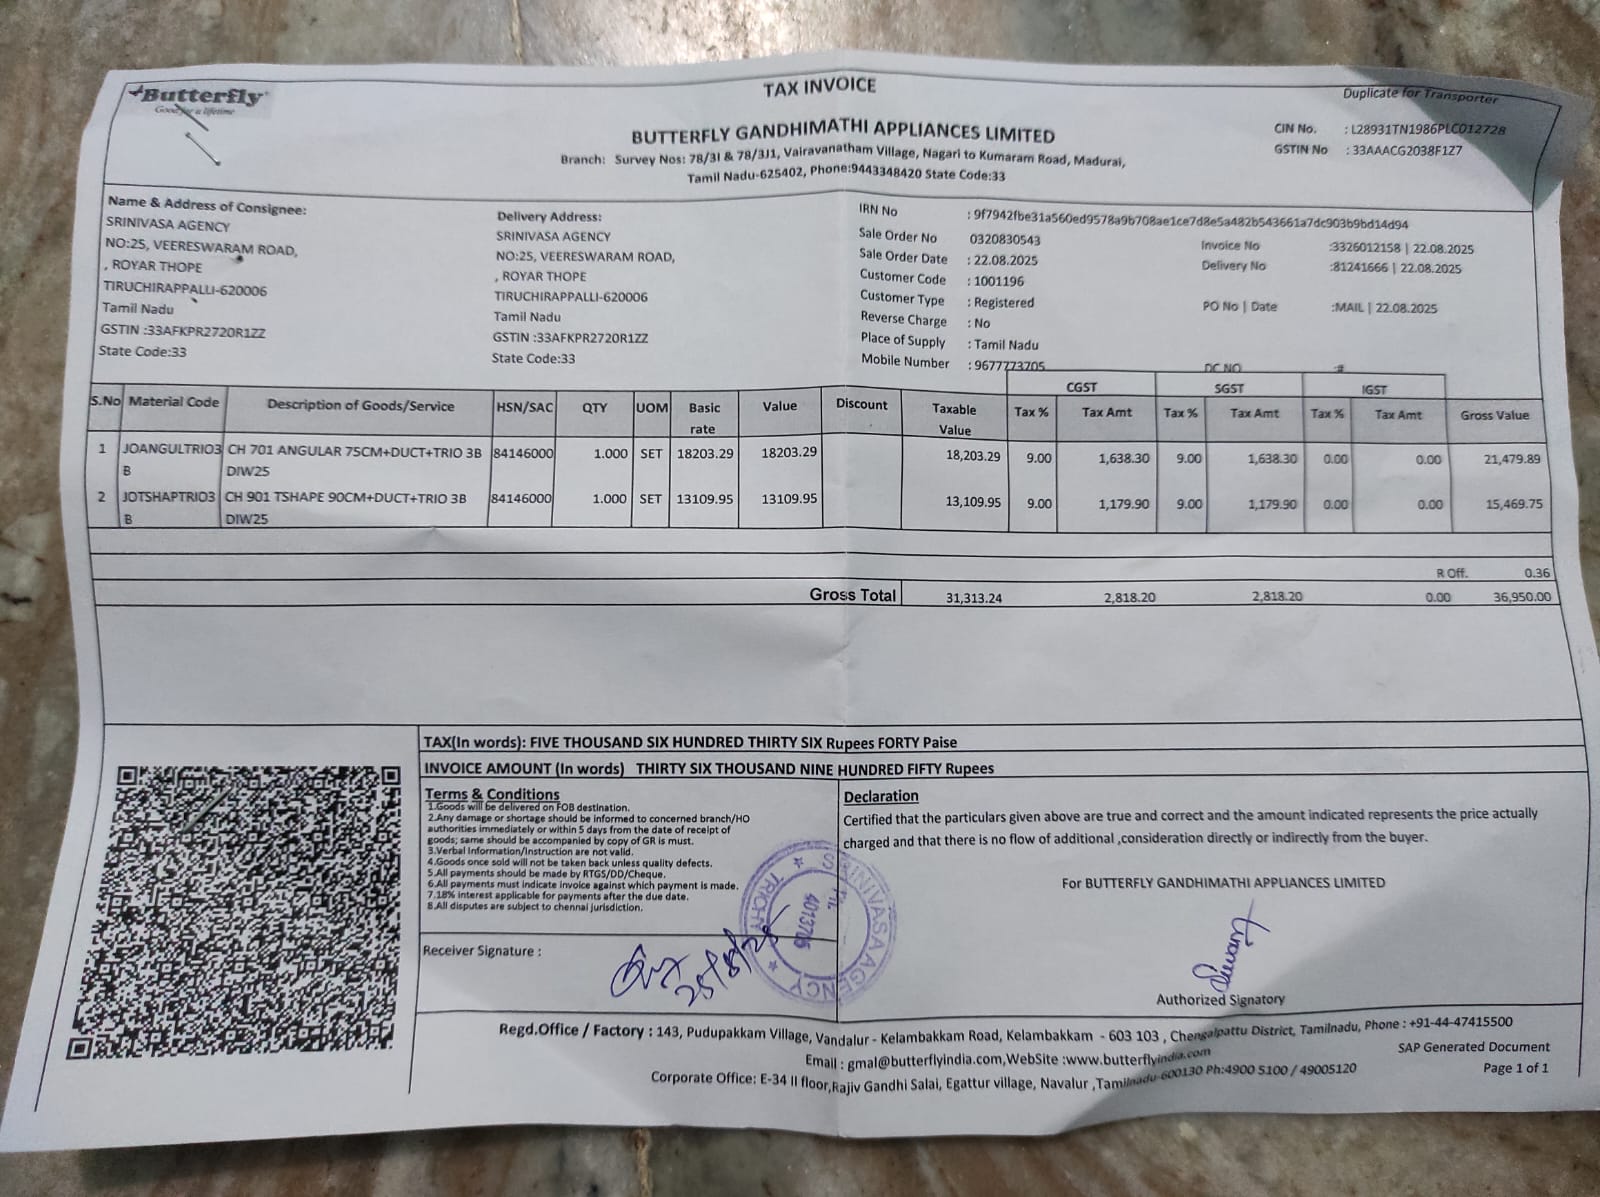 Butterfly
Good for a lifetime
TAX INVOICE
Duplicate for Transporter
BUTTERFLY GANDHIMATHI APPLIANCES LIMITED
Branch: Survey Nos: 78/3I & 78/3J1, Vairavanatham Village, Nagari to Kumaram Road, Madurai,
Tamil Nadu-625402, Phone:9443348420 State Code:33
CIN No. : L28931TN1986PLC012728
GSTIN No : 33AAACG2038F1Z7
Name & Address of Consignee:
SRINIVASA AGENCY
NO:25, VEERESWARAM ROAD,
, ROYAR THOPE
TIRUCHIRAPPALLI-620006
Tamil Nadu
GSTIN :33AFKPR2720R1ZZ
State Code:33
Delivery Address:
SRINIVASA AGENCY
NO:25, VEERESWARAM ROAD,
, ROYAR THOPE
TIRUCHIRAPPALLI-620006
Tamil Nadu
GSTIN :33AFKPR2720R1ZZ
State Code:33
IRN No : 9f7942fbe31a560ed9578a9b708ae1ce7d8e5a482b543661a7dc903b9bd14d94
Sale Order No 0320830543
Sale Order Date : 22.08.2025
Customer Code : 1001196
Customer Type : Registered
Reverse Charge : No
Place of Supply : Tamil Nadu
Mobile Number : 9677773705
Invoice No :3326012158 | 22.08.2025
Delivery No :81241666 | 22.08.2025
PO No | Date :MAIL | 22.08.2025
DC NO :#
CGST SGST IGST
S.No Material Code Description of Goods/Service HSN/SAC QTY UOM Basic rate Value Discount Taxable Value Tax % Tax Amt Tax % Tax Amt Tax % Tax Amt Gross Value
1 JOANGULTRIO3 CH 701 ANGULAR 75CM+DUCT+TRIO 3B 84146000 1.000 SET 18203.29 18203.29 18,203.29 9.00 1,638.30 9.00 1,638.30 0.00 0.00 21,479.89
B DIW25
2 JOTSHAPTRIO3 CH 901 TSHAPE 90CM+DUCT+TRIO 3B 84146000 1.000 SET 13109.95 13109.95 13,109.95 9.00 1,179.90 9.00 1,179.90 0.00 0.00 15,469.75
B DIW25
R Off. 0.36
Gross Total 31,313.24 2,818.20 2,818.20 0.00 36,950.00
TAX(In words): FIVE THOUSAND SIX HUNDRED THIRTY SIX Rupees FORTY Paise
INVOICE AMOUNT (In words) THIRTY SIX THOUSAND NINE HUNDRED FIFTY Rupees
Terms & Conditions
1.Goods will be delivered on FOB destination.
2.Any damage or shortage should be informed to concerned branch/HO
authorities immediately or within 5 days from the date of receipt of
goods; same should be accompanied by copy of GR is must.
3.Verbal Information/Instruction are not valid.
4.Goods once sold will not be taken back unless quality defects.
5.All payments should be made by RTGS/DD/Cheque.
6.All payments must indicate invoice against which payment is made.
7.18% interest applicable for payments after the due date.
8.All disputes are subject to chennai jurisdiction.
Receiver Signature :
25/8/25
SRINIVASA AGENCY
TRICHY
4013706
Declaration
Certified that the particulars given above are true and correct and the amount indicated represents the price actually
charged and that there is no flow of additional ,consideration directly or indirectly from the buyer.
For BUTTERFLY GANDHIMATHI APPLIANCES LIMITED
Authorized Signatory
Regd.Office / Factory : 143, Pudupakkam Village, Vandalur - Kelambakkam Road, Kelambakkam - 603 103 , Chengalpattu District, Tamilnadu, Phone : +91-44-47415500
Email : gmal@butterflyindia.com,WebSite :www.butterflyindia.com
Corporate Office: E-34 II floor,Rajiv Gandhi Salai, Egattur village, Navalur ,Tamilnadu-600130 Ph:4900 5100 / 49005120
SAP Generated Document
Page 1 of 1